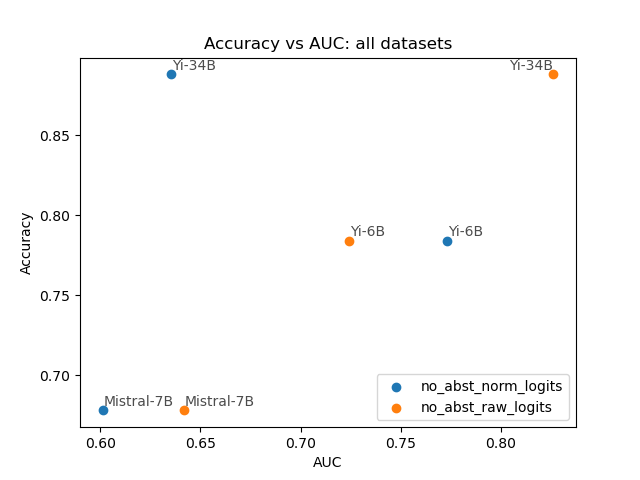 Accuracy vs AUC: all datasets
Yi-34B
Yi-34B
0.85
0.80
Yi-6B
Yi-6B
Accuracy
0.75
0.70
Mistral-7B
Mistral-7B
no_abst_norm_logits
no_abst_raw_logits
0.60
0.65
0.70
0.75
0.80
AUC